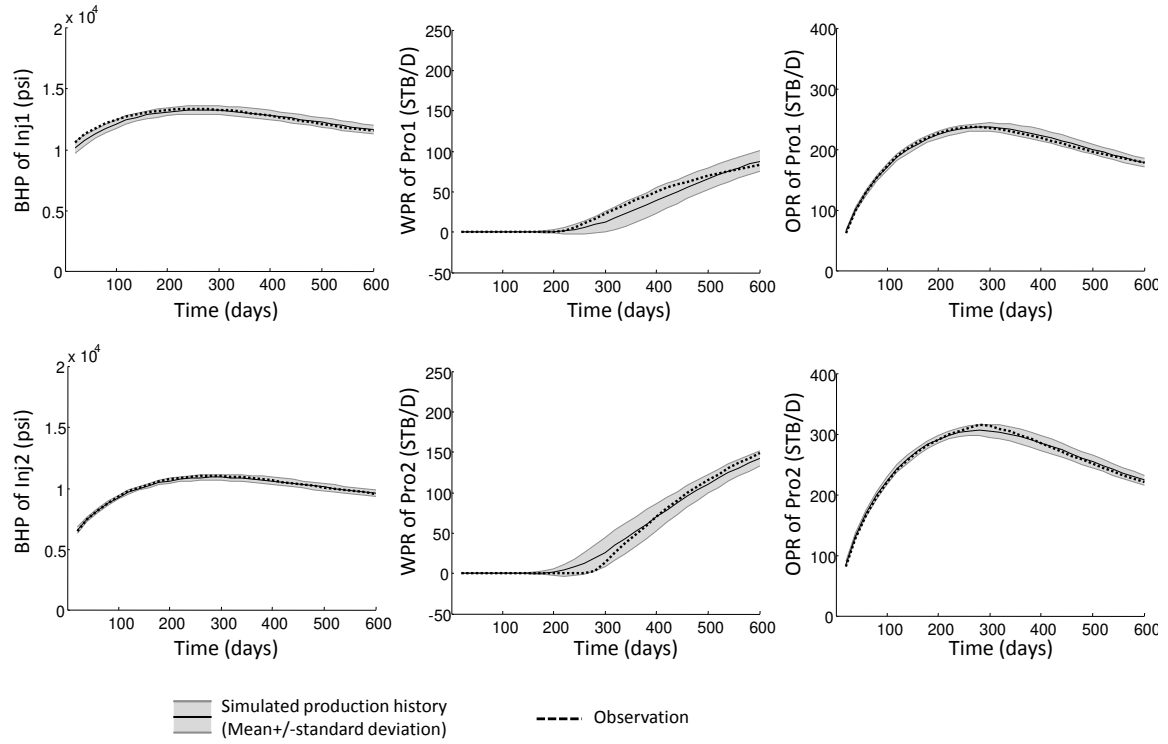 2 x 10^4
1.5
1
0.5
0
BHP of Inj1 (psi)
100 200 300 400 500 600
Time (days)
250
200
150
100
50
0
-50
WPR of Pro1 (STB/D)
100 200 300 400 500 600
Time (days)
400
300
200
100
0
OPR of Pro1 (STB/D)
100 200 300 400 500 600
Time (days)
2 x 10^4
1.5
1
0.5
0
BHP of Inj2 (psi)
100 200 300 400 500 600
Time (days)
250
200
150
100
50
0
-50
WPR of Pro2 (STB/D)
100 200 300 400 500 600
Time (days)
400
300
200
100
0
OPR of Pro2 (STB/D)
100 200 300 400 500 600
Time (days)
Simulated production history
(Mean+/-standard deviation)
Observation